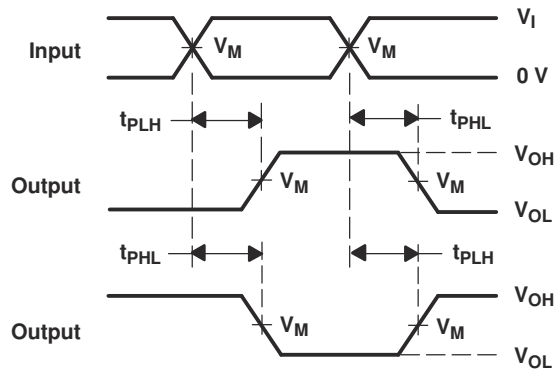 Input V_M V_M V_I
0 V
t_PLH t_PHL
Output V_M V_M V_OH
V_OL
t_PHL t_PLH
Output V_M V_M V_OH
V_OL